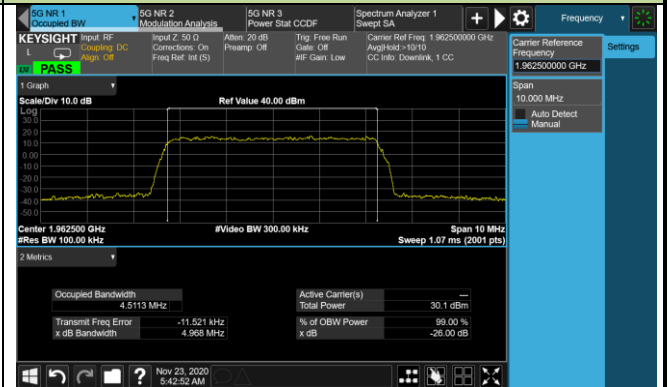 5G NR 1
Occupied BW
5G NR 2
Modulation Analysis
5G NR 3
Power Stat CCDF
Spectrum Analyzer 1
Swept SA
Frequency
KEYSIGHT
Input: RF
Coupling: DC
Align: Off
Input Z: 50 Ω
Corrections: On
Freq Ref: Int (S)
Atten: 20 dB
Preamp: Off
Trig: Free Run
Gate: Off
#IF Gain: Low
Carrier Ref Freq: 1.962500000 GHz
Avg|Hold:>10/10
CC Info: Downlink, 1 CC
L
PASS
Carrier Reference Frequency
1.962500000 GHz
Settings
Span
10.000 MHz
Auto Detect
Manual
1 Graph
Scale/Div 10.0 dB
Ref Value 40.00 dBm
Log
30.0
20.0
10.0
0.00
-10.0
-20.0
-30.0
-40.0
-50.0
Center 1.962500 GHz
#Video BW 300.00 kHz
Span 10 MHz
#Res BW 100.00 kHz
Sweep 1.07 ms (2001 pts)
2 Metrics
Occupied Bandwidth
4.5113 MHz
Active Carrier(s)
---
Total Power
30.1 dBm
Transmit Freq Error
-11.521 kHz
% of OBW Power
99.00 %
x dB Bandwidth
4.968 MHz
x dB
-26.00 dB
Nov 23, 2020
5:42:52 AM